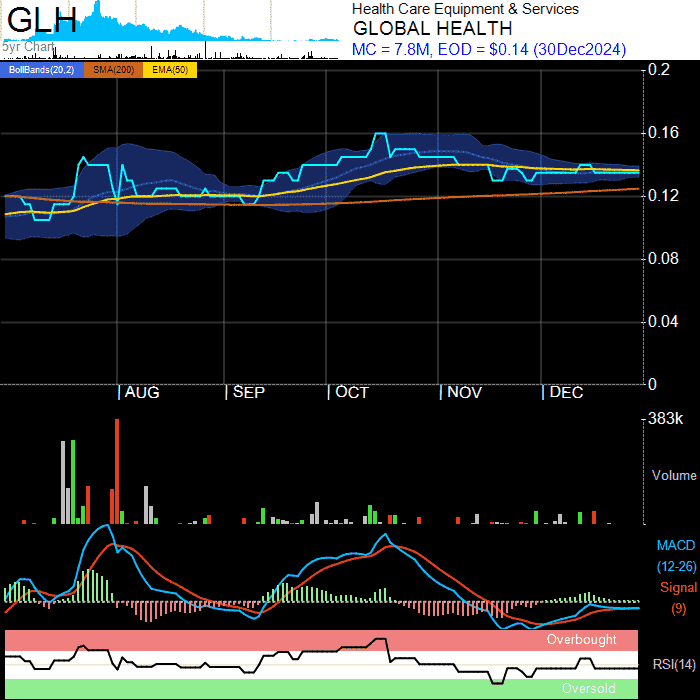 GLH
5yr Chart
Health Care Equipment & Services
GLOBAL HEALTH
MC = 7.8M, EOD = $0.14 (30Dec2024)
BollBands(20,2) SMA(200) EMA(50)
0.2
0.16
0.12
0.08
0.04
0
AUG SEP OCT NOV DEC
383k
Volume
MACD
(12-26)
Signal
(9)
Overbought
RSI(14)
Oversold